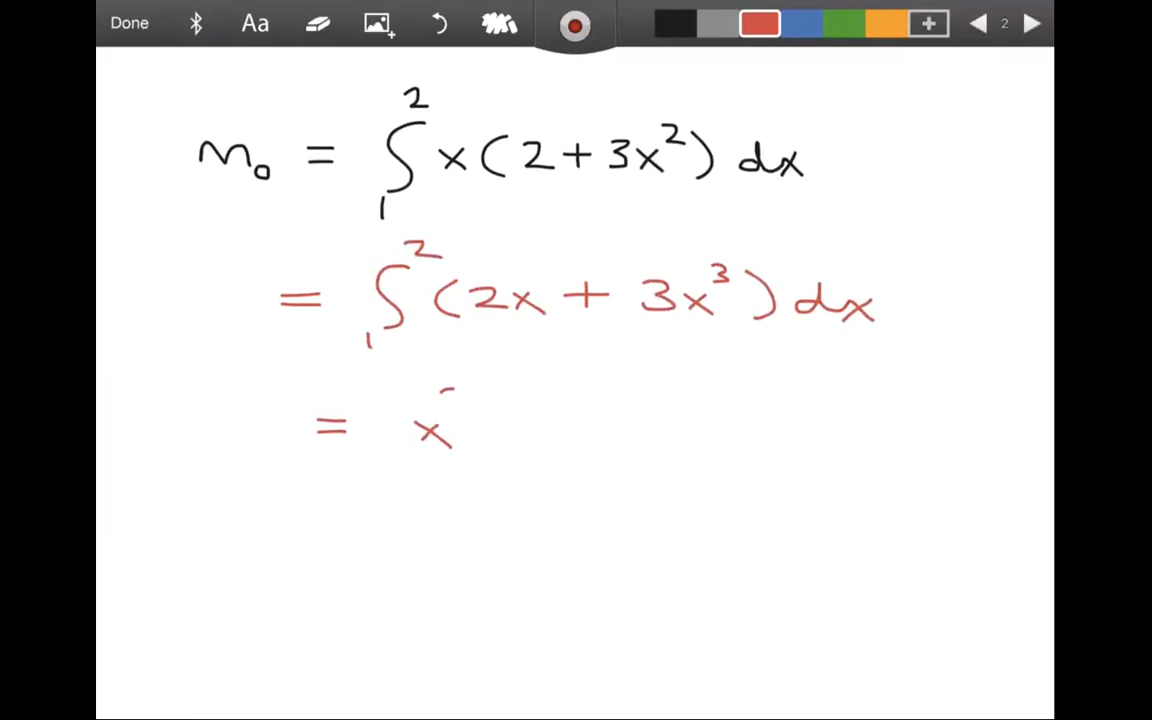 Done Aa 2
m₀ = ∫₁² x(2+3x²) dx
= ∫₁² (2x + 3x³) dx
= x